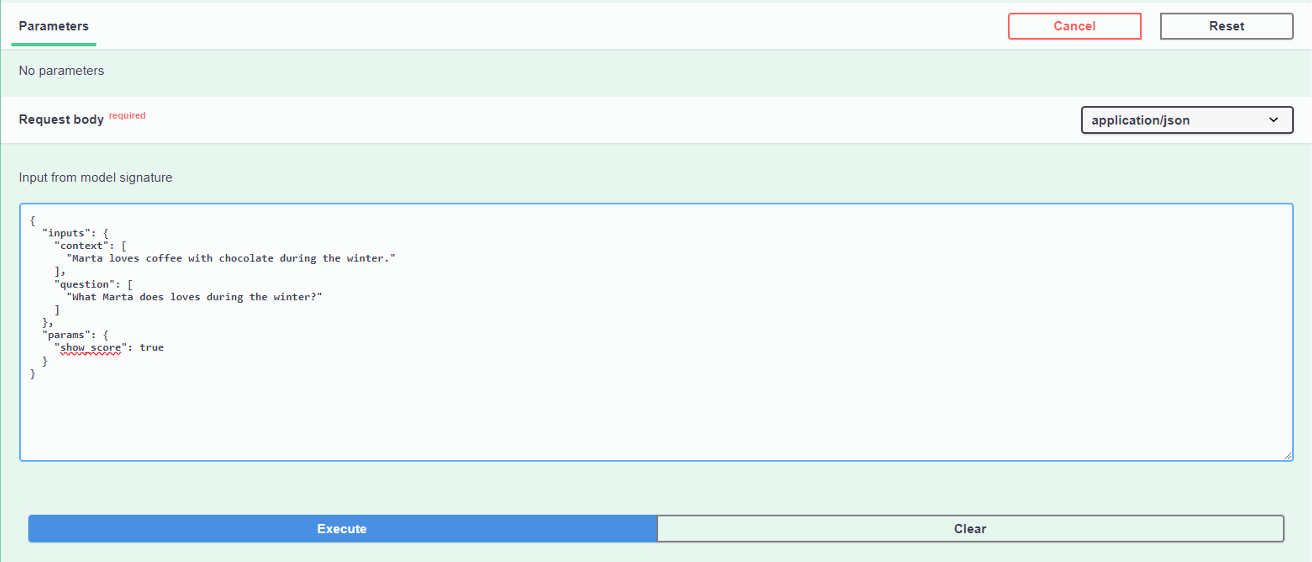 Parameters
Cancel
Reset
No parameters
Request body required
application/json
Input from model signature
{
  "inputs": {
    "context": [
      "Marta loves coffee with chocolate during the winter."
    ],
    "question": [
      "What Marta does loves during the winter?"
    ]
  },
  "params": {
    "show_score": true
  }
}
Execute
Clear